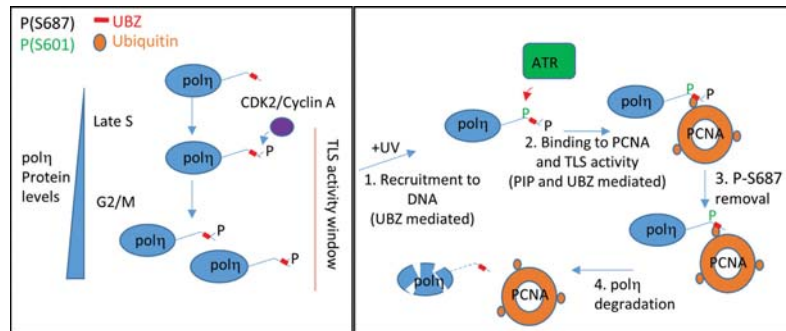 P(S687)
UBZ
P(S601)
Ubiquitin
polη
CDK2/Cyclin A
Late S
polη
P
polη
Protein
levels
G2/M
TLS activity window
polη
P
polη
ATR
polη
P
P
polη
P
P
PCNA
+UV
1. Recruitment to
DNA
(UBZ mediated)
2. Binding to PCNA
and TLS activity
(PIP and UBZ mediated)
3. P-S687
removal
polη
P
PCNA
polη
PCNA
4. polη
degradation